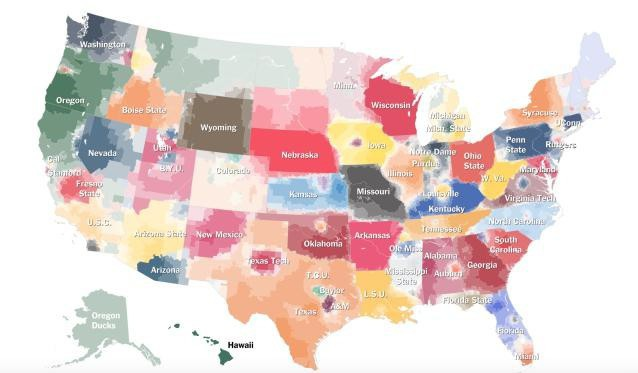 Washington
Minn.
Oregon
Boise State
Wisconsin
Michigan
Mich. State
Syracuse
UConn
Wyoming
Iowa
Nevada
Utah
B.Y.U.
Notre Dame
Purdue
Ohio
State
Penn
State
Rutgers
Cal
Stanford
Nebraska
Illinois
W. Va.
Maryland
Colorado
Fresno
State
Kansas
Missouri
Louisville
Kentucky
Virginia Tech
U.S.C.
Arizona State
New Mexico
Oklahoma
Arkansas
Tennessee
North Carolina
South
Carolina
Ole Miss
Alabama
Georgia
Arizona
Texas Tech
T.C.U.
Mississippi
State
Auburn
Baylor
A&M
Texas
L.S.U.
Florida State
Oregon
Ducks
Florida
Hawaii
Miami